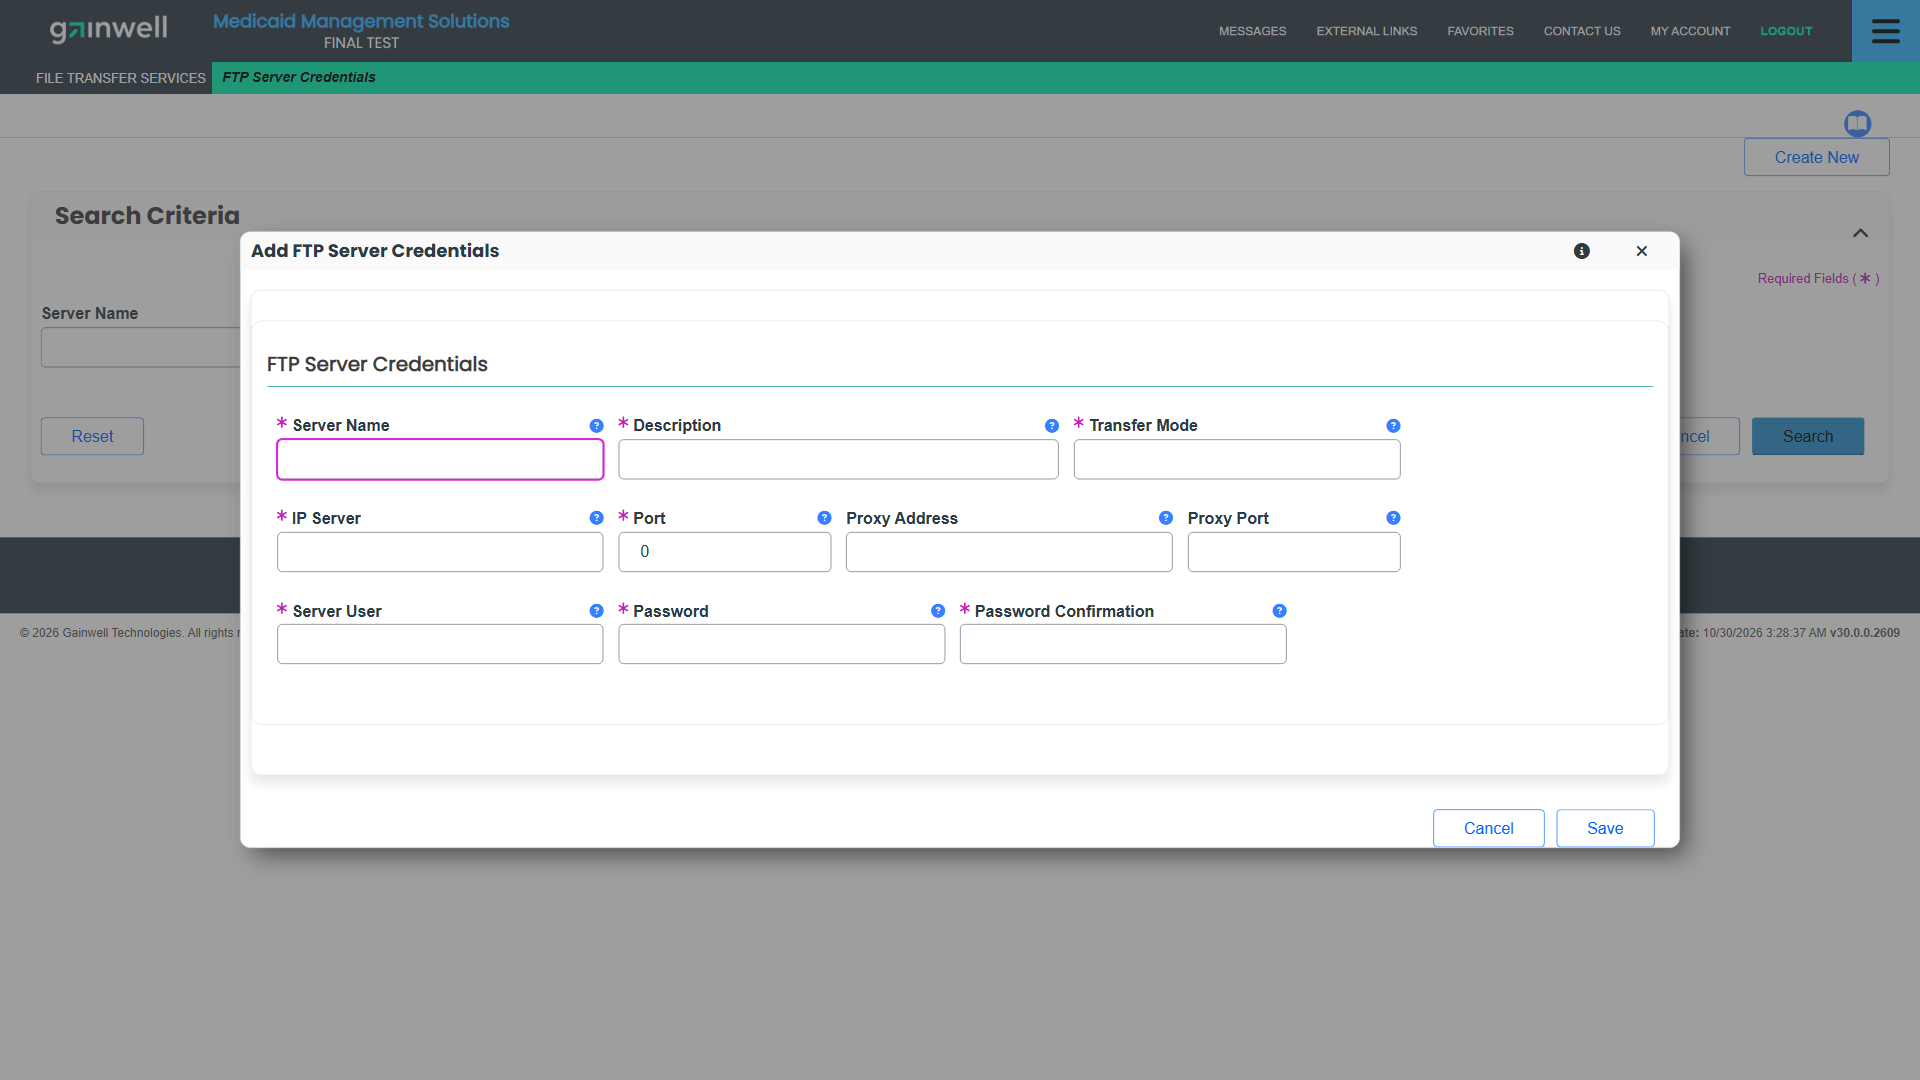 gainwell
Medicaid Management Solutions
FINAL TEST
MESSAGES
EXTERNAL LINKS
FAVORITES
CONTACT US
MY ACCOUNT
LOGOUT
FILE TRANSFER SERVICES
FTP Server Credentials
Create New
Search Criteria
Required Fields ( * )
Server Name
Reset
Search
Add FTP Server Credentials
FTP Server Credentials
* Server Name
* Description
* Transfer Mode
* IP Server
* Port
Proxy Address
Proxy Port
0
* Server User
* Password
* Password Confirmation
Cancel
Save
© 2026 Gainwell Technologies. All rights
10/30/2026 3:28:37 AM v30.0.0.2609